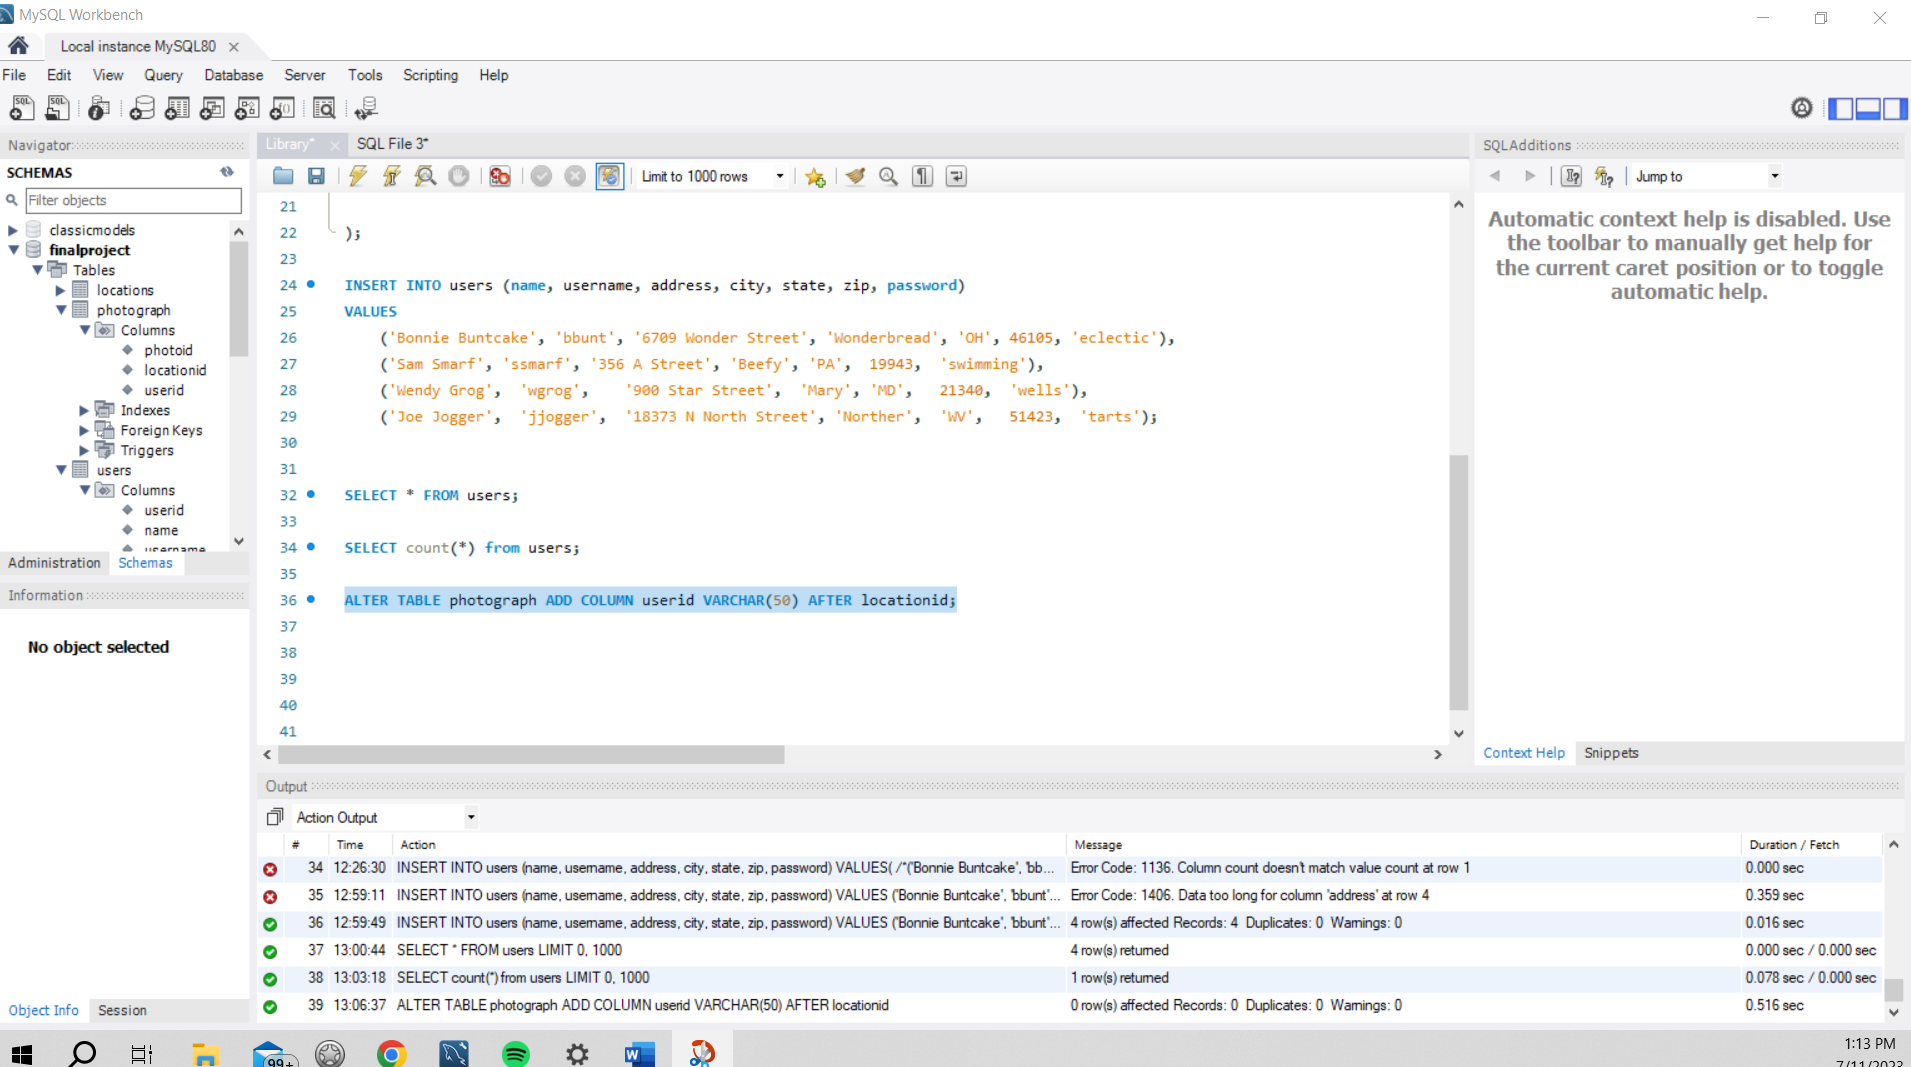 MySQL Workbench
Local instance MySQL80
File Edit View Query Database Server Tools Scripting Help
Navigator
SCHEMAS
Filter objects
classicmodels
finalproject
Tables
locations
photograph
Columns
photoid
locationid
userid
Indexes
Foreign Keys
Triggers
users
Columns
userid
name
username
Administration Schemas
Information
No object selected
Object Info Session
Library* SQL File 3*
Limit to 1000 rows
21
22 );
23
24 INSERT INTO users (name, username, address, city, state, zip, password)
25 VALUES
26 ('Bonnie Buntcake', 'bbunt', '6709 Wonder Street', 'Wonderbread', 'OH', 46105, 'eclectic'),
27 ('Sam Smarf', 'ssmarf', '356 A Street', 'Beefy', 'PA', 19943, 'swimming'),
28 ('Wendy Grog', 'wgrog', '900 Star Street', 'Mary', 'MD', 21340, 'wells'),
29 ('Joe Jogger', 'jjogger', '18373 N North Street', 'Norther', 'WV', 51423, 'tarts');
30
31
32 SELECT * FROM users;
33
34 SELECT count(*) from users;
35
36 ALTER TABLE photograph ADD COLUMN userid VARCHAR(50) AFTER locationid;
37
38
39
40
41
SQLAdditions
Jump to
Automatic context help is disabled. Use
the toolbar to manually get help for
the current caret position or to toggle
automatic help.
Context Help Snippets
Output
Action Output
# Time Action Message Duration / Fetch
34 12:26:30 INSERT INTO users (name, username, address, city, state, zip, password) VALUES( /*('Bonnie Buntcake', 'bb... Error Code: 1136. Column count doesn't match value count at row 1 0.000 sec
35 12:59:11 INSERT INTO users (name, username, address, city, state, zip, password) VALUES ('Bonnie Buntcake', 'bbunt'... Error Code: 1406. Data too long for column 'address' at row 4 0.359 sec
36 12:59:49 INSERT INTO users (name, username, address, city, state, zip, password) VALUES ('Bonnie Buntcake', 'bbunt'... 4 row(s) affected Records: 4 Duplicates: 0 Warnings: 0 0.016 sec
37 13:00:44 SELECT * FROM users LIMIT 0, 1000 4 row(s) returned 0.000 sec / 0.000 sec
38 13:03:18 SELECT count(*) from users LIMIT 0, 1000 1 row(s) returned 0.078 sec / 0.000 sec
39 13:06:37 ALTER TABLE photograph ADD COLUMN userid VARCHAR(50) AFTER locationid 0 row(s) affected Records: 0 Duplicates: 0 Warnings: 0 0.516 sec
99+
1:13 PM
7/11/2023